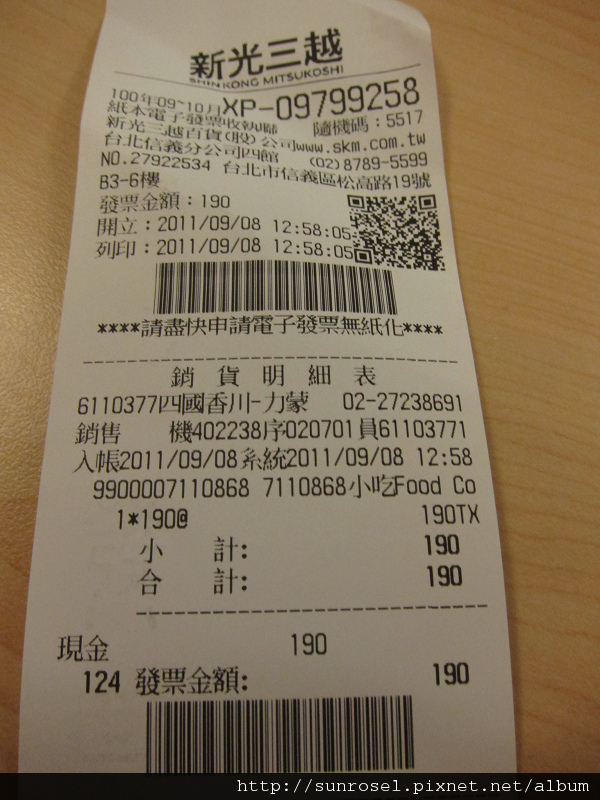 新光三越
SHINKONG MITSUKOSHI
100年09~10月XP-09799258
紙本電子發票收執聯 隨機碼：5517
新光三越百貨(股)公司www.skm.com.tw
台北信義分公司四館 (02)8789-5599
NO.27922534 台北市信義區松高路19號
B3-6樓
發票金額：190
開立：2011/09/08 12:58:05
列印：2011/09/08 12:58:05
****請盡快申請電子發票無紙化****
銷 貨 明 細 表
6110377四國香川-力蒙 02-27238691
銷售 機402238序020701員61103771
入帳2011/09/08系統2011/09/08 12:58
9900007110868 7110868小吃Food Co
1*190@ 190TX
小 計: 190
合 計: 190
現金 190
124 發票金額: 190
http://sunrosel.pixnet.net/album